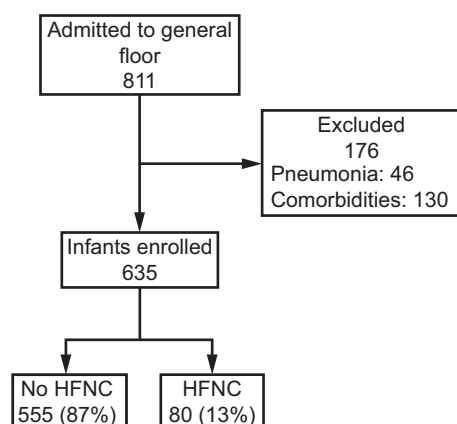 Admitted to general
floor
811
Excluded
176
Pneumonia: 46
Comorbidities: 130
Infants enrolled
635
No HFNC
555 (87%)
HFNC
80 (13%)